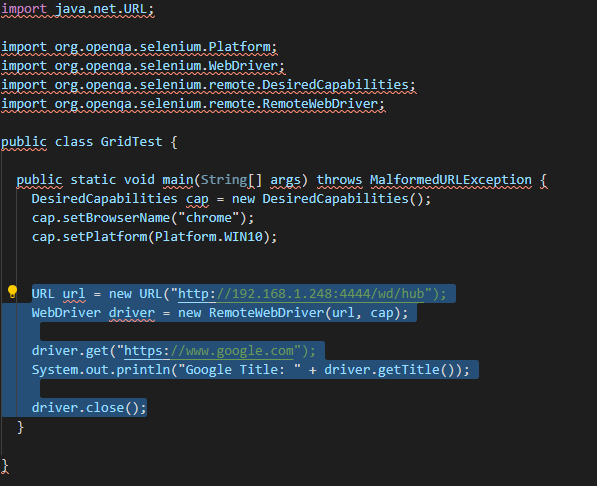 import java.net.URL;
import org.openqa.selenium.Platform;
import org.openqa.selenium.WebDriver;
import org.openqa.selenium.remote.DesiredCapabilities;
import org.openqa.selenium.remote.RemoteWebDriver;
public class GridTest {
public static void main(String[] args) throws MalformedURLException {
DesiredCapabilities cap = new DesiredCapabilities();
cap.setBrowserName("chrome");
cap.setPlatform(Platform.WIN10);
URL url = new URL("http://192.168.1.248:4444/wd/hub");
WebDriver driver = new RemoteWebDriver(url, cap);
driver.get("https://www.google.com");
System.out.println("Google Title: " + driver.getTitle());
driver.close();
}
}